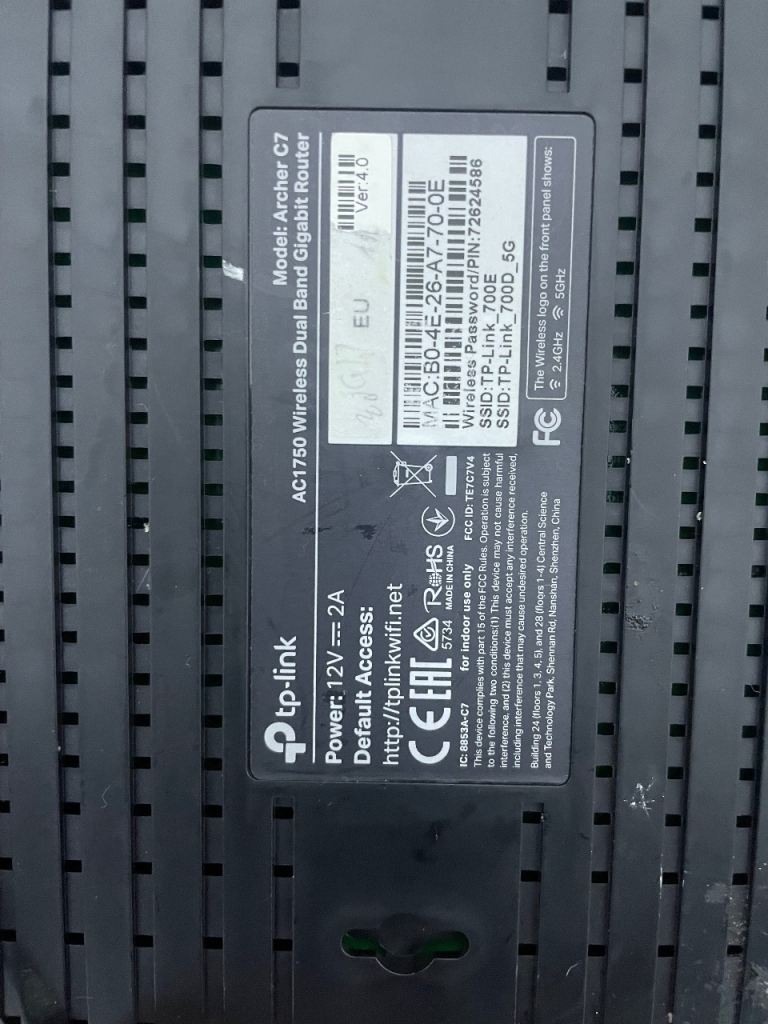 tp-link
Model: Archer C7
AC1750 Wireless Dual Band Gigabit Router
Power: 12V 2A
Default Access:
http://tplinkwifi.net
CE EAC 5734 RoHS
MADE IN CHINA
IC: 8853A-C7 for indoor use only FCC ID: TE7C7V4
This device complies with part 15 of the FCC Rules. Operation is subject
to the following two conditions:(1) This device may not cause harmful
interference, and (2) this device must accept any interference received,
including interference that may cause undesired operation.
Building 24 (floors 1, 3, 4, 5), and 28 (floors 1-4) Central Science
and Technology Park, Shennan Rd, Nanshan, Shenzhen, China
EU
Ver:4.0
MAC:B0-4E-26-A7-70-0E
Wireless Password/PIN:72624586
SSID:TP-Link_700E
SSID:TP-Link_700D_5G
FC
The Wireless logo on the front panel shows:
2.4GHz 5GHz